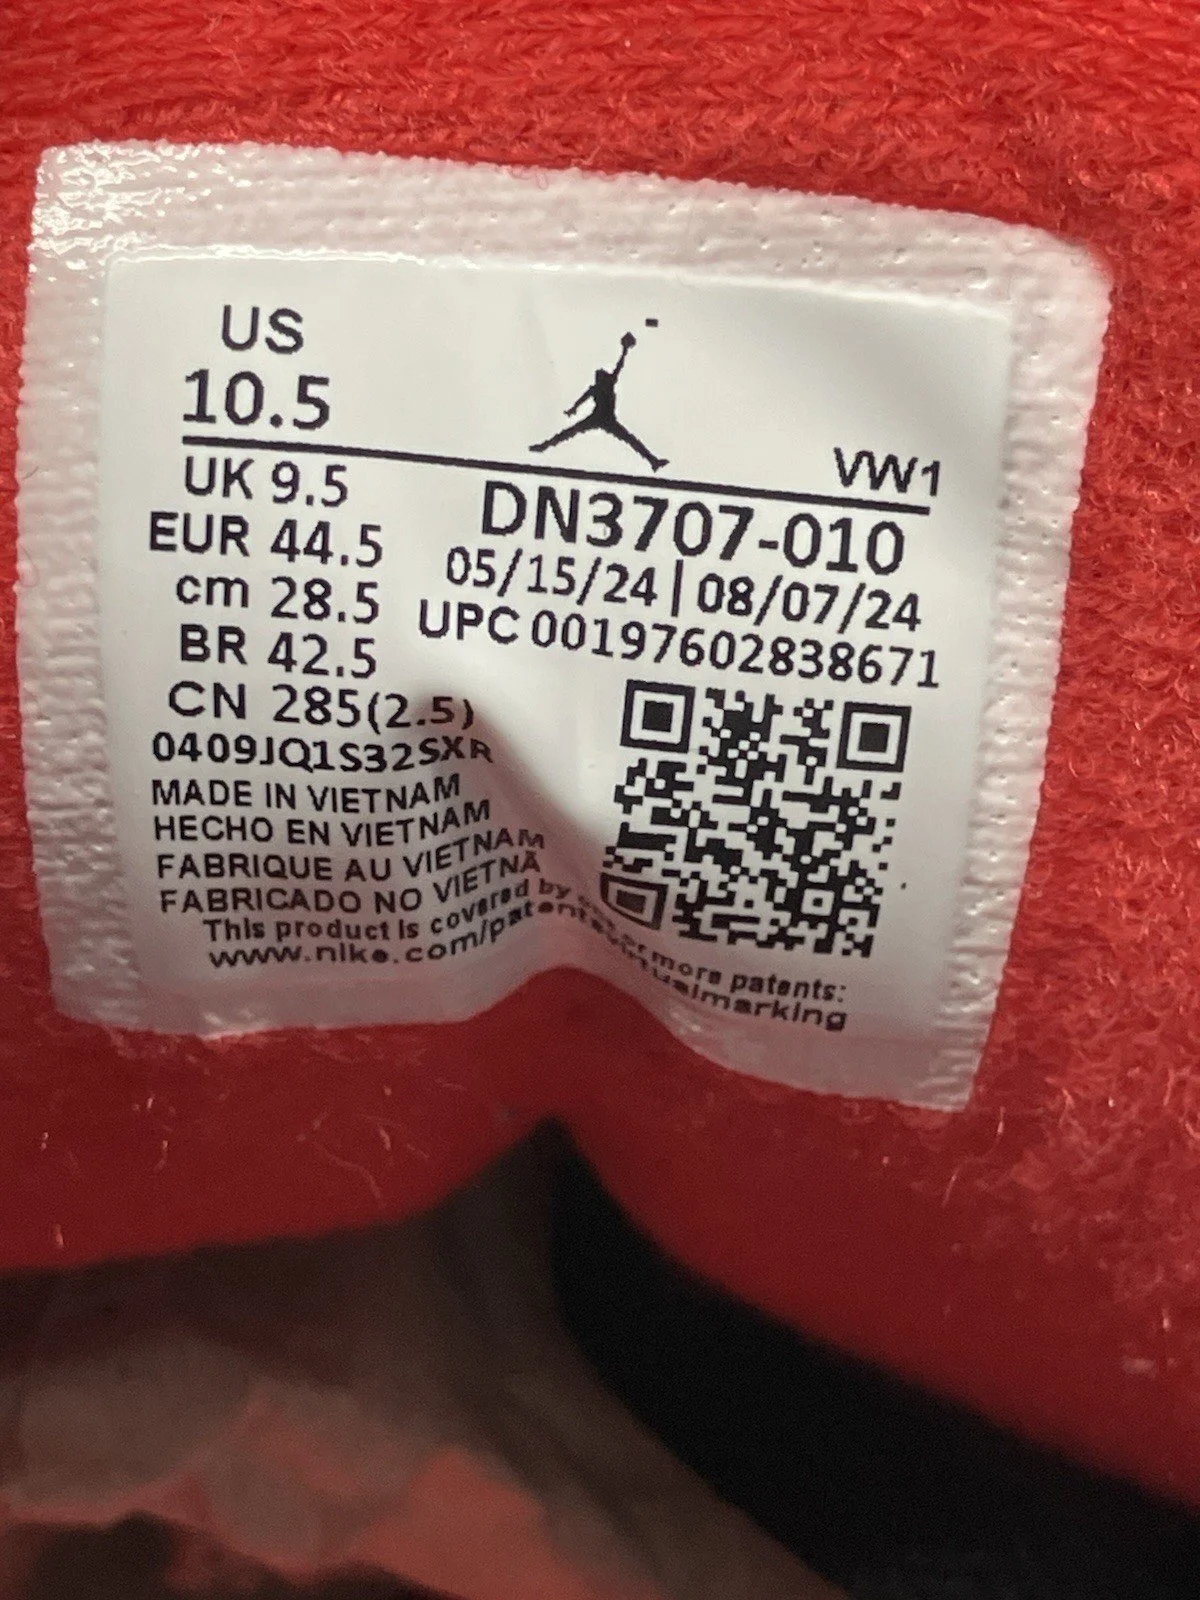 US
10.5
VW1
UK 9.5
EUR 44.5
cm 28.5
BR 42.5
CN 285(2.5)
DN3707-010
05/15/24 | 08/07/24
UPC 00197602838671
0409JQ1S32SXR
MADE IN VIETNAM
HECHO EN VIETNAM
FABRIQUE AU VIETNAM
FABRICADO NO VIETNÃ
This product is covered by or more patents:
www.nike.com/patentsvirtualmarking